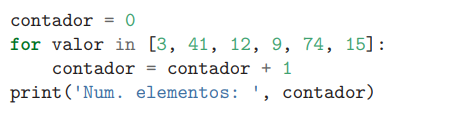 contador = 0
for valor in [3, 41, 12, 9, 74, 15]:
    contador = contador + 1
print('Num. elementos: ', contador)